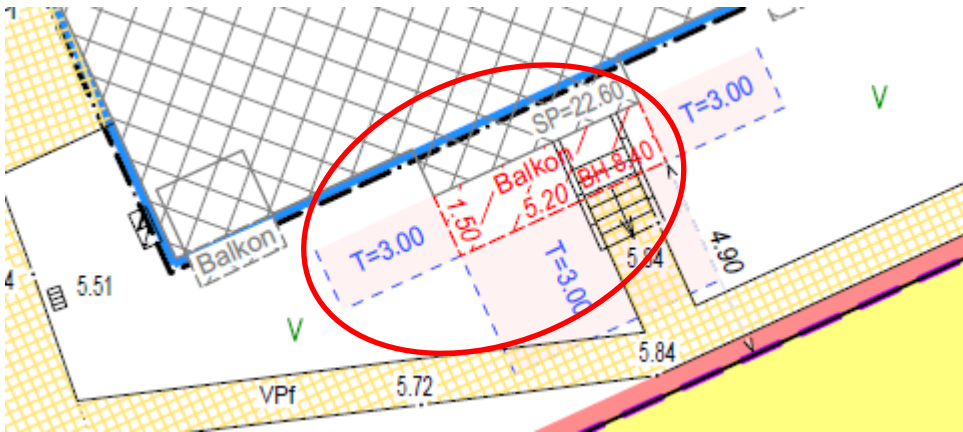 SP=22.60
T=3.00
V
Balkon
BH 8.40
5.20
1.50
Balkon
T=3.00
T=3.00
4.90
5.84
5.51
V
5.84
VPf
5.72
V